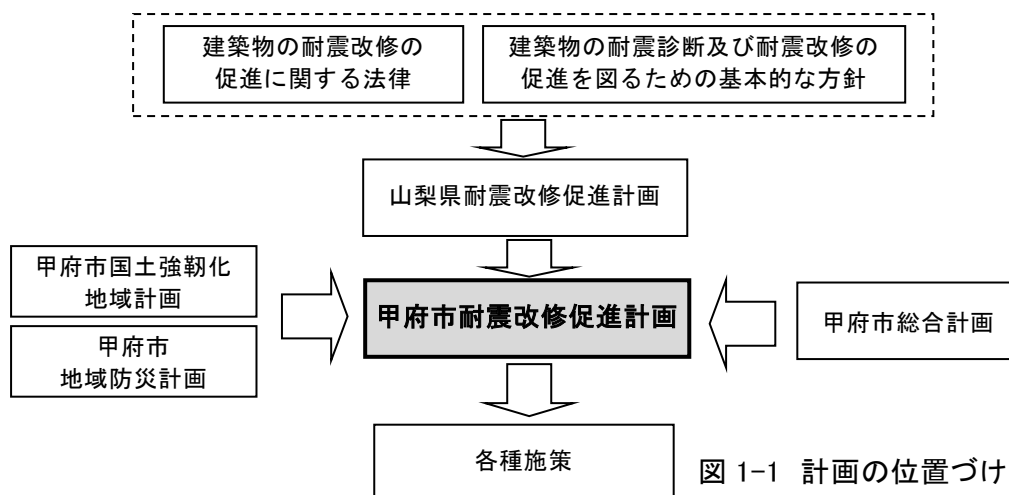 建築物の耐震改修の
促進に関する法律
建築物の耐震診断及び耐震改修の
促進を図るための基本的な方針
山梨県耐震改修促進計画
甲府市国土強靭化
地域計画
甲府市
地域防災計画
甲府市耐震改修促進計画
甲府市総合計画
各種施策
図 1-1 計画の位置づけ